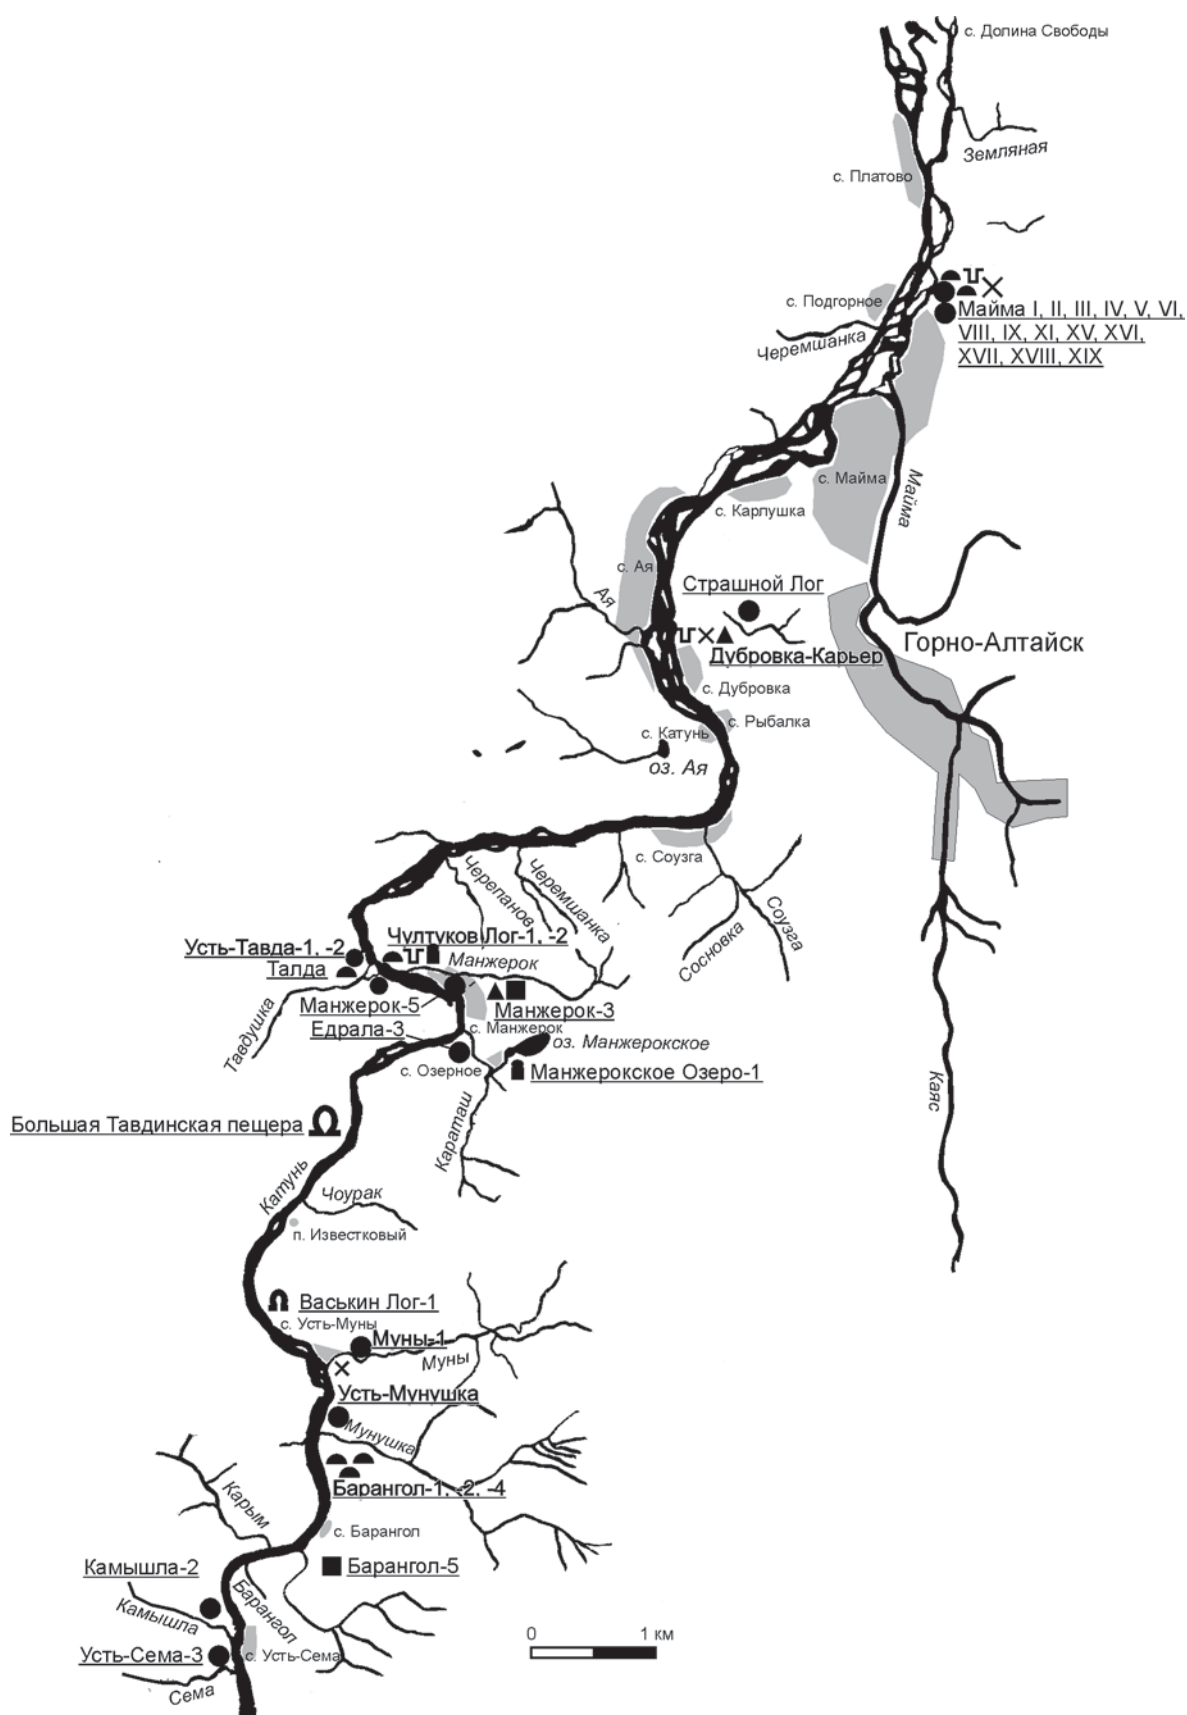 с. Долина Свободы
Земляная
с. Платово
с. Подгорное
Майма I, II, III, IV, V, VI,
VIII, IX, XI, XV, XVI,
XVII, XVIII, XIX
Черемшанка
с. Майма
Майма
с. Карлушка
с. Ая
Ая
Страшной Лог
Горно-Алтайск
Дубровка-Карьер
с. Дубровка
с. Рыбалка
с. Катунь
оз. Ая
с. Соузга
Черепанов
Черемшанка
Соузга
Сосновка
Чултуков Лог-1, -2
Усть-Тавда-1, -2
Талда
Манжерок
Манжерок-5
Манжерок-3
Тавдушка
Едрала-3
с. Манжерок
оз. Манжерокское
с. Озерное
Манжерокское Озеро-1
Каяс
Большая Тавдинская пещера
Караташ
Катунь
Чоурак
п. Известковый
Васькин Лог-1
с. Усть-Муны
Муны-1
Муны
Усть-Мунушка
Мунушка
Барангол-1, -2, -4
Карым
с. Барангол
Камышла-2
Барангол-5
Камышла
Барангол
Усть-Сема-3
с. Усть-Сема
Сема
0 1 км